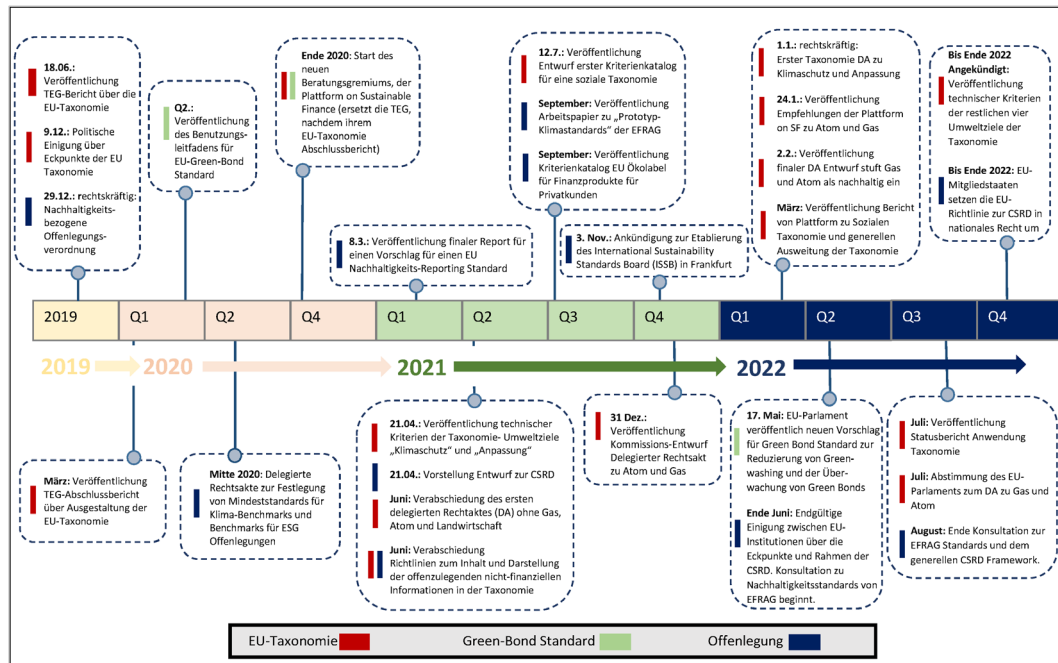 18.06.:
Veröffentlichung
TEG-Bericht über die
EU-Taxonomie
9.12.: Politische
Einigung über
Eckpunkte der EU
Taxonomie
29.12.: rechtskräftig:
Nachhaltigkeits-
bezogene
Offenlegungs-
verordnung
Q2.:
Veröffentlichung
des Benutzungs-
leitfadens für
EU-Green-Bond
Standard
Ende 2020: Start des
neuen
Beratungsgremiums, der
Plattform on Sustainable
Finance (ersetzt die TEG,
nachdem ihrem
EU-Taxonomie
Abschlussbericht)
8.3.: Veröffentlichung finaler Report für
einen Vorschlag für einen EU
Nachhaltigkeits-Reporting Standard
12.7.: Veröffentlichung
Entwurf erster Kriterienkatalog
für eine soziale Taxonomie
September: Veröffentlichung
Arbeitspapier zu „Prototyp-
Klimastandards" der EFRAG
September: Veröffentlichung
Kriterienkatalog EU Ökolabel
für Finanzprodukte für
Privatkunden
3. Nov.: Ankündigung zur Etablierung
des International Sustainability
Standards Board (ISSB) in Frankfurt
1.1.: rechtskräftig:
Erster Taxonomie DA zu
Klimaschutz und Anpassung
24.1.: Veröffentlichung
Empfehlungen der Plattform
on SF zu Atom und Gas
2.2.: Veröffentlichung
finaler DA Entwurf stuft Gas
und Atom als nachhaltig ein
März: Veröffentlichung Bericht
von Plattform zu Sozialen
Taxonomie und generellen
Ausweitung der Taxonomie
Bis Ende 2022
Angekündigt:
Veröffentlichung
technischer Kriterien
der restlichen vier
Umweltziele der
Taxonomie
Bis Ende 2022: EU-
Mitgliedstaaten
setzen die EU-
Richtlinie zur CSRD in
nationales Recht um
2019 Q1 Q2 Q4 Q1 Q2 Q3 Q4 Q1 Q2 Q3 Q4
2019 2020 2021 2022
März: Veröffentlichung
TEG-Abschlussbericht
über Ausgestaltung der
EU-Taxonomie
Mitte 2020: Delegierte
Rechtsakte zur Festlegung
von Mindeststandards für
Klima-Benchmarks und
Benchmarks für ESG
Offenlegungen
21.04.: Veröffentlichung technischer
Kriterien der Taxonomie- Umweltziele
„Klimaschutz" und „Anpassung"
21.04.: Vorstellung Entwurf zur CSRD
Juni: Verabschiedung des ersten
delegierten Rechtaktes (DA) ohne Gas,
Atom und Landwirtschaft
Juni: Verabschiedung
Richtlinien zum Inhalt und Darstellung
der offenzulegenden nicht-finanziellen
Informationen in der Taxonomie
31 Dez.:
Veröffentlichung
Kommissions-Entwurf
Delegierter Rechtsakt
zu Atom und Gas
17. Mai: EU-Parlament
veröffentlich neuen Vorschlag
für Green Bond Standard zur
Reduzierung von Green-
washing und der Über-
wachung von Green Bonds
Ende Juni: Endgültige
Einigung zwischen EU-
Institutionen über die
Eckpunkte und Rahmen der
CSRD. Konsultation zu
Nachhaltigkeitsstandards von
EFRAG beginnt.
Juli: Veröffentlichung
Statusbericht Anwendung
Taxonomie
Juli: Abstimmung des EU-
Parlaments zum DA zu Gas und
Atom
August: Ende Konsultation zur
EFRAG Standards und dem
generellen CSRD Framework.
EU-Taxonomie Green-Bond Standard Offenlegung